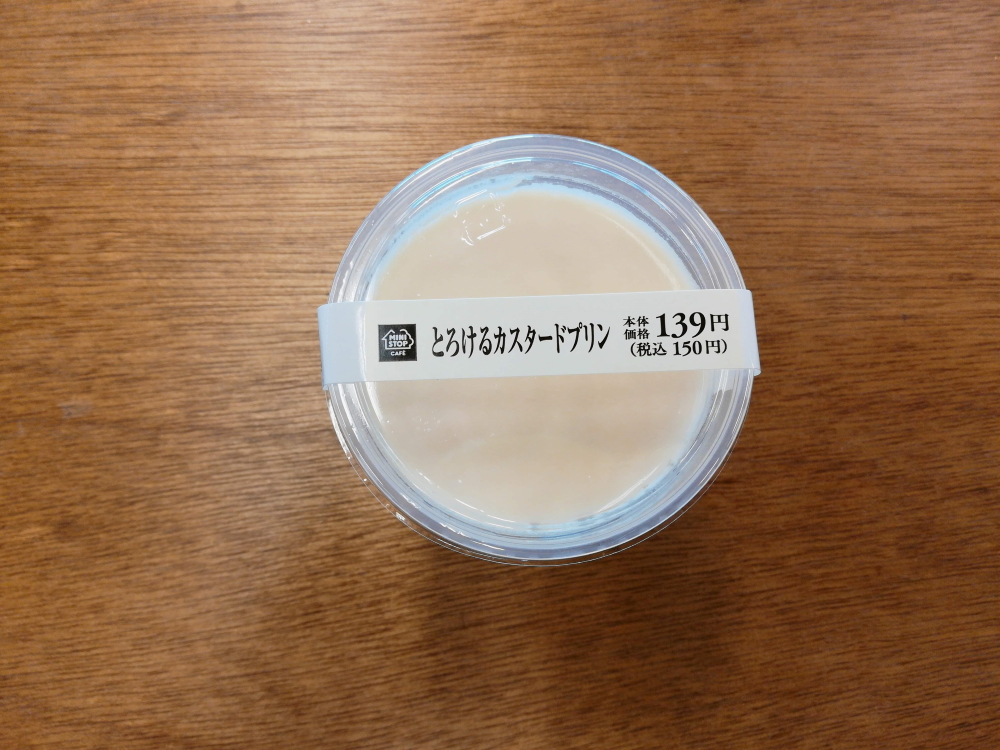 MINI
STOP
CAFÉ
とろけるカスタードプリン
本体
価格 139円
(税込 150円)